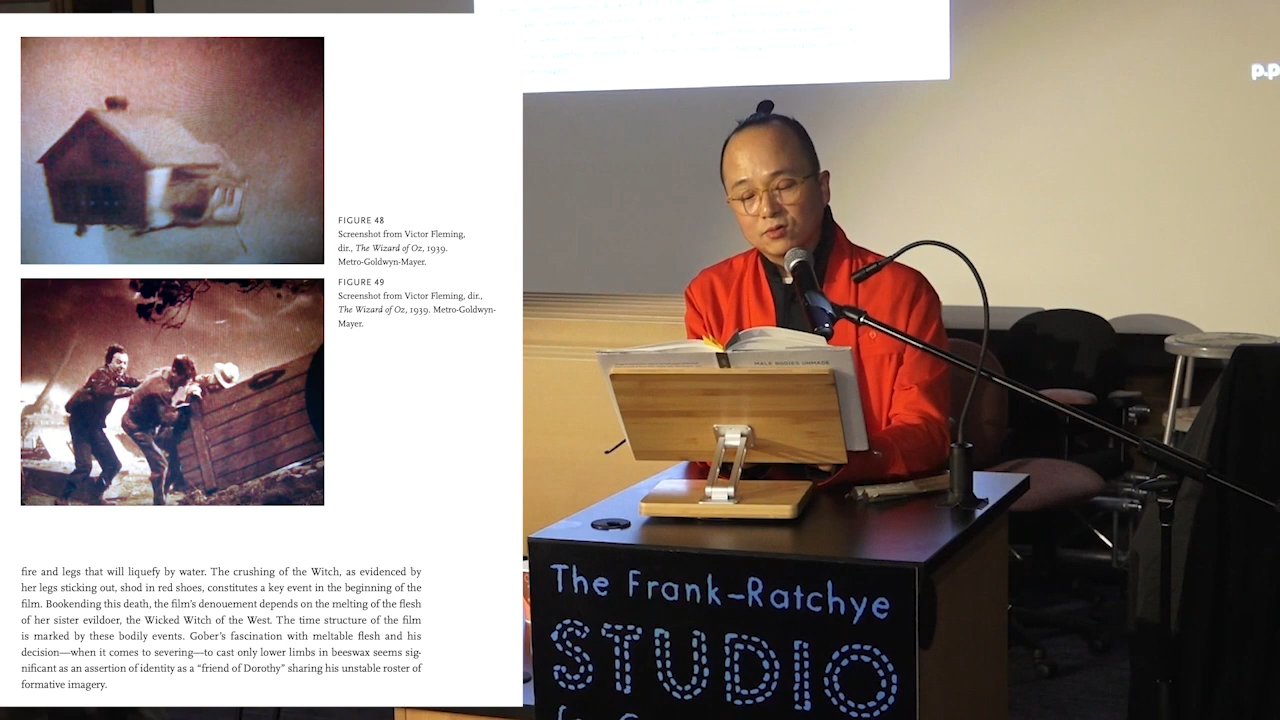 FIGURE 48
Screenshot from Victor Fleming,
dir., The Wizard of Oz, 1939.
Metro-Goldwyn-Mayer.
FIGURE 49
Screenshot from Victor Fleming, dir.,
The Wizard of Oz, 1939. Metro-Goldwyn-
Mayer.
fire and legs that will liquefy by water. The crushing of the Witch, as evidenced by
her legs sticking out, shod in red shoes, constitutes a key event in the beginning of the
film. Bookending this death, the film’s denouement depends on the melting of the flesh
of her sister evildoer, the Wicked Witch of the West. The time structure of the film
is marked by these bodily events. Gober’s fascination with meltable flesh and his
decision—when it comes to severing—to cast only lower limbs in beeswax seems sig-
nificant as an assertion of identity as a “friend of Dorothy” sharing his unstable roster of
formative imagery.
p.p
MALE BODIES UNMADE
The Frank-Ratchye
STUDIO